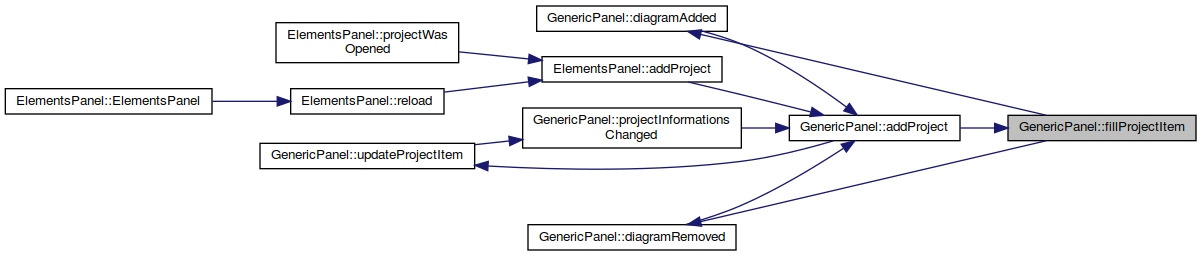 GenericPanel::diagramAdded
ElementsPanel::projectWas
Opened
ElementsPanel::addProject
ElementsPanel::ElementsPanel
ElementsPanel::reload
GenericPanel::projectInformations
Changed
GenericPanel::addProject
GenericPanel::fillProjectItem
GenericPanel::updateProjectItem
GenericPanel::diagramRemoved